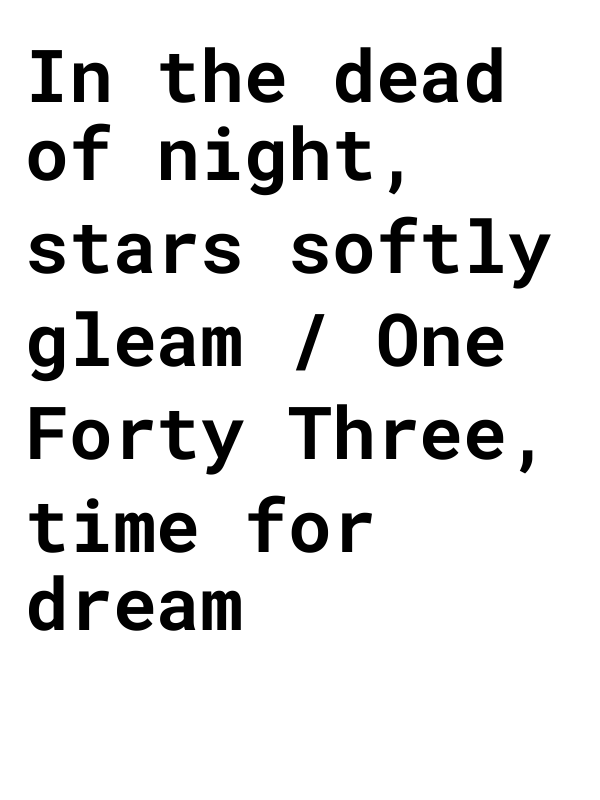 In the dead
of night,
stars softly
gleam / One
Forty Three,
time for
dream